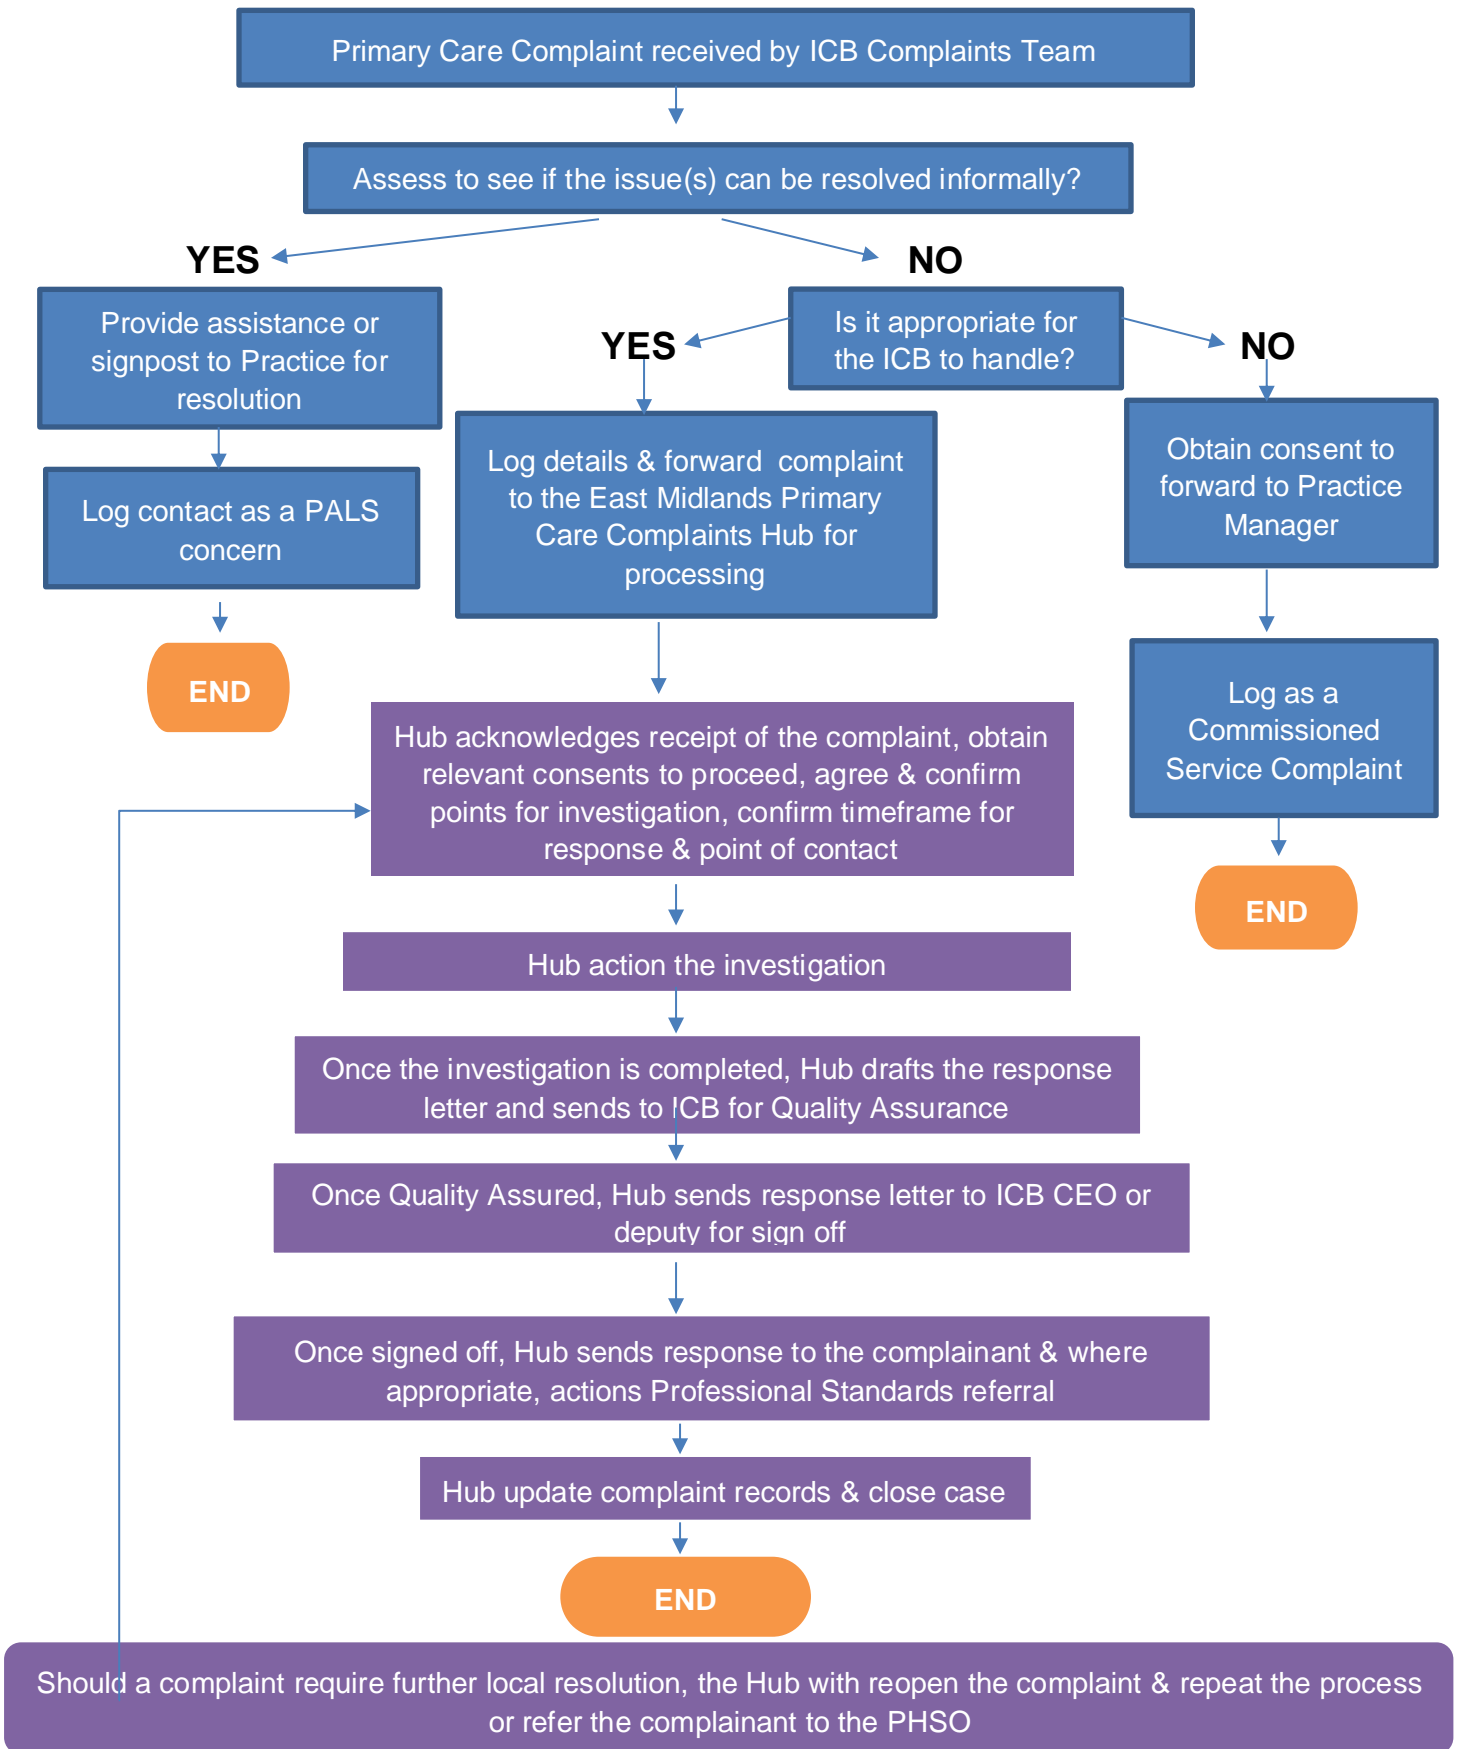 Primary Care Complaint received by ICB Complaints Team
Assess to see if the issue(s) can be resolved informally?
YES
NO
Provide assistance or
signpost to Practice for
resolution
Is it appropriate for
the ICB to handle?
YES
NO
Log contact as a PALS
concern
Log details & forward complaint
to the East Midlands Primary
Care Complaints Hub for
processing
Obtain consent to
forward to Practice
Manager
END
Log as a
Commissioned
Service Complaint
Hub acknowledges receipt of the complaint, obtain
relevant consents to proceed, agree & confirm
points for investigation, confirm timeframe for
response & point of contact
END
Hub action the investigation
Once the investigation is completed, Hub drafts the response
letter and sends to ICB for Quality Assurance
Once Quality Assured, Hub sends response letter to ICB CEO or
deputy for sign off
Once signed off, Hub sends response to the complainant & where
appropriate, actions Professional Standards referral
Hub update complaint records & close case
END
Should a complaint require further local resolution, the Hub with reopen the complaint & repeat the process
or refer the complainant to the PHSO